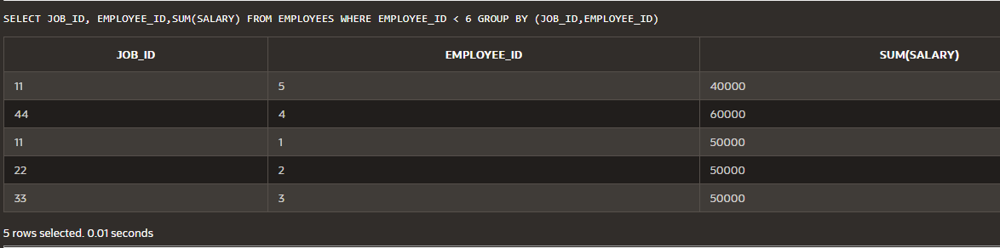 SELECT JOB_ID, EMPLOYEE_ID,SUM(SALARY) FROM EMPLOYEES WHERE EMPLOYEE_ID < 6 GROUP BY (JOB_ID,EMPLOYEE_ID)
JOB_ID EMPLOYEE_ID SUM(SALARY)
11 5 40000
44 4 60000
11 1 50000
22 2 50000
33 3 50000
5 rows selected. 0.01 seconds